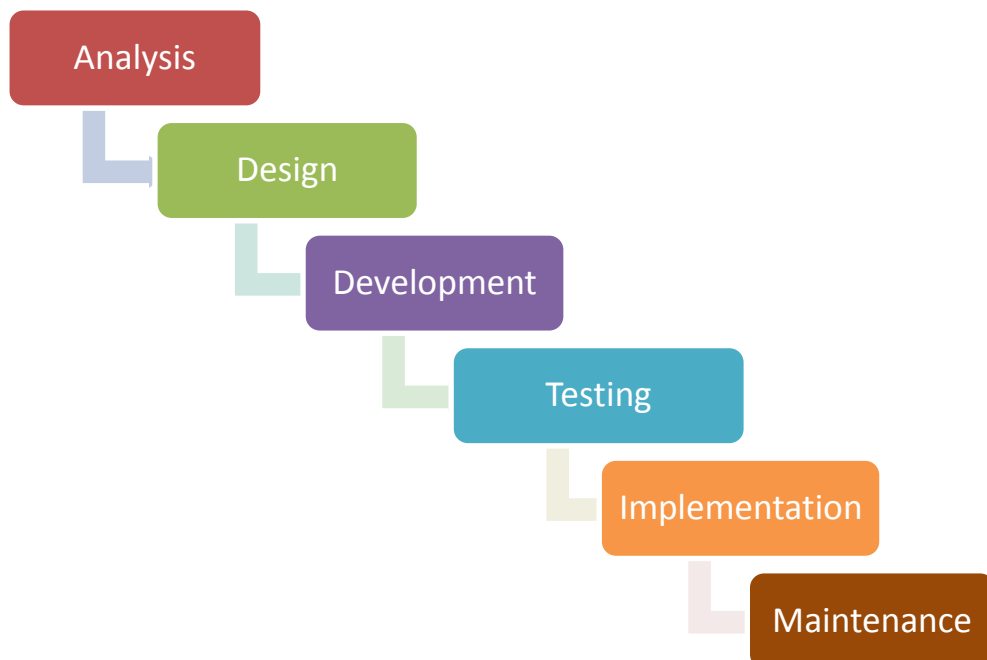 Analysis
Design
Development
Testing
Implementation
Maintenance